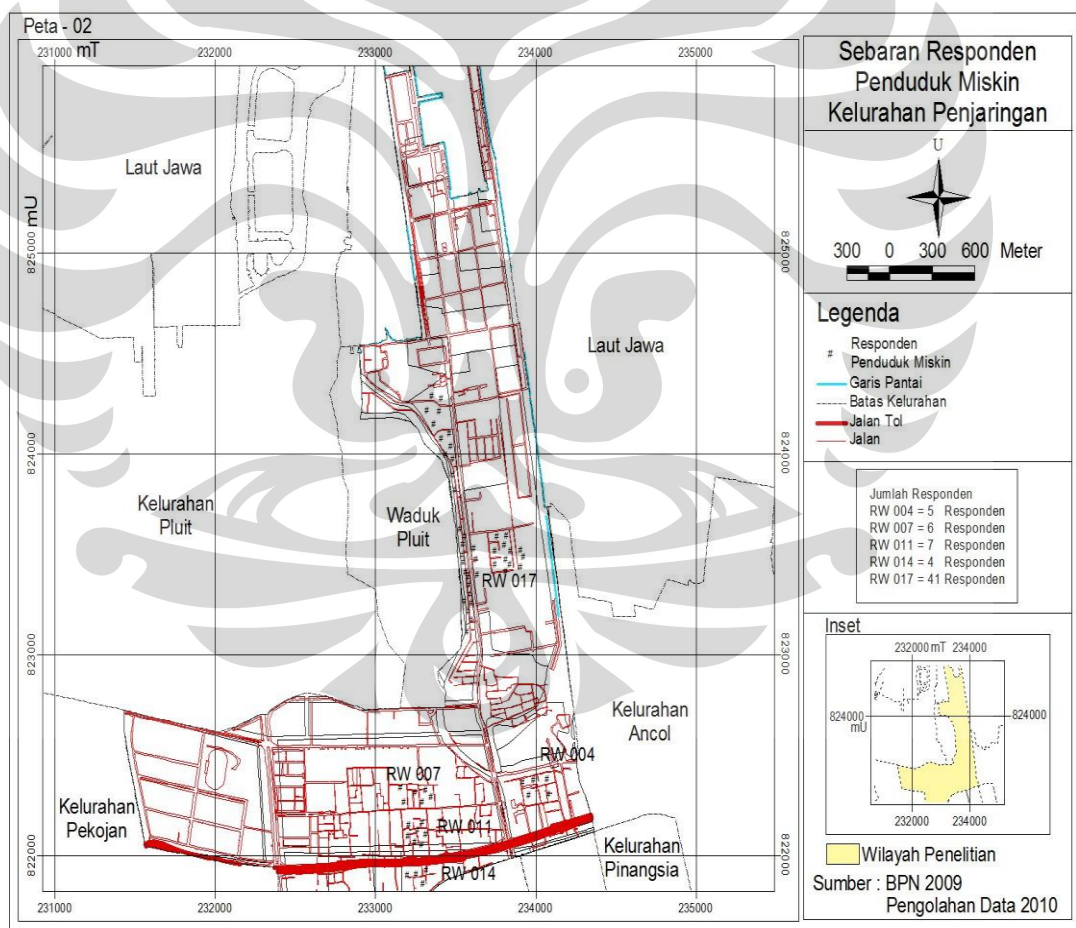 Peta - 02
231000 232000 233000 234000 235000
mT
Sebaran Responden
Penduduk Miskin
Kelurahan Penjaringan
U
300 0 300 600 Meter
Legenda
# Responden
Penduduk Miskin
Garis Pantai
Batas Kelurahan
Jalan Tol
Jalan
Jumlah Responden
RW 004 = 5 Responden
RW 007 = 6 Responden
RW 011 = 7 Responden
RW 014 = 4 Responden
RW 017 = 41 Responden
Inset
232000 mT 234000
824000
mU
824000
232000 234000
Wilayah Penelitian
Sumber : BPN 2009
Pengolahan Data 2010
Laut Jawa
mU
825000
825000
Laut Jawa
824000
824000
Kelurahan
Pluit
Waduk
Pluit
RW 017
823000
823000
Kelurahan
Ancol
RW 004
RW 007
Kelurahan
Pekojan
RW 011
Kelurahan
Pinangsia
822000
822000
RW 014
231000 232000 233000 234000 235000